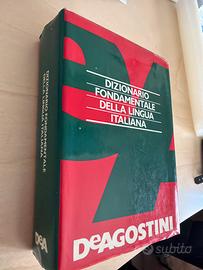 DIZIONARIO
FONDAMENTALE
DELLA LINGUA
ITALIANA
DEAGOSTINI
DIZIONARIO FONDAMENTALE
DELLA LINGUA ITALIANA
DeA
subito